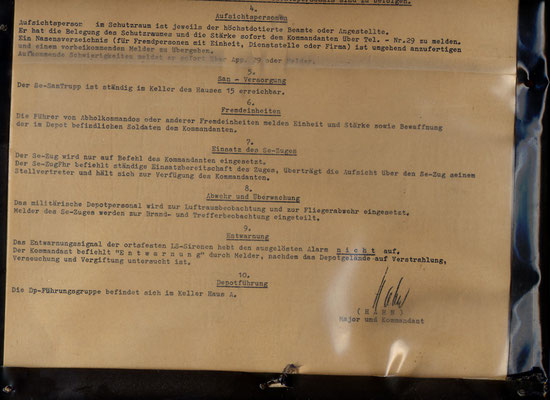 4.
Aufsichtspersonen
Aufsichtsperson im Schutzraum ist jeweils der höchstdotierte Beamte oder Angestellte.
Er hat die Belegung des Schutzraumes und die Stärke sofort dem Kommandanten über Tel. - Nr.29 zu melden.
Ein Namensverzeichnis (für Fremdpersonen mit Einheit, Dienststelle oder Firma) ist umgehend anzufertigen
und einem vorbeikommenden Melder zu übergeben.
oder Melder.
5.
San - Versorgung
Der Se-SanTrupp ist ständig im Keller des Hauses 15 erreichbar.
6.
Fremdeinheiten
Die Führer von Abholkommandos oder anderer Fremdeinheiten melden Einheit und Stärke sowie Bewaffnung
der im Depot befindlichen Soldaten dem Kommandanten.
7.
Einsatz des Se-Zuges
Der Se-Zug wird nur auf Befehl des Kommandanten eingesetzt.
Der Se-ZugFhr befiehlt ständige Einsatzbereitschaft des Zuges, überträgt die Aufsicht über den Se-Zug seinem
Stellvertreter und hält sich zur Verfügung des Kommandanten.
8.
Abwehr und Überwachung
Das militärische Depotpersonal wird zur Luftraumbeobachtung und zur Fliegerabwehr eingesetzt.
Melder des Se-Zuges werden zur Brand- und Trefferbeobachtung eingeteilt.
9.
Entwarnung
Das Entwarnungssignal der ortsfesten LS-Sirenen hebt den ausgelösten Alarm n i c h t auf.
Der Kommandant befiehlt "E n t w a r n u n g" durch Melder, nachdem das Depotgelände auf Verstrahlung,
Verseuchung und Vergiftung untersucht ist.
10.
Depotführung
Die Dp-Führungsgruppe befindet sich im Keller Haus A.
Major und Kommandant